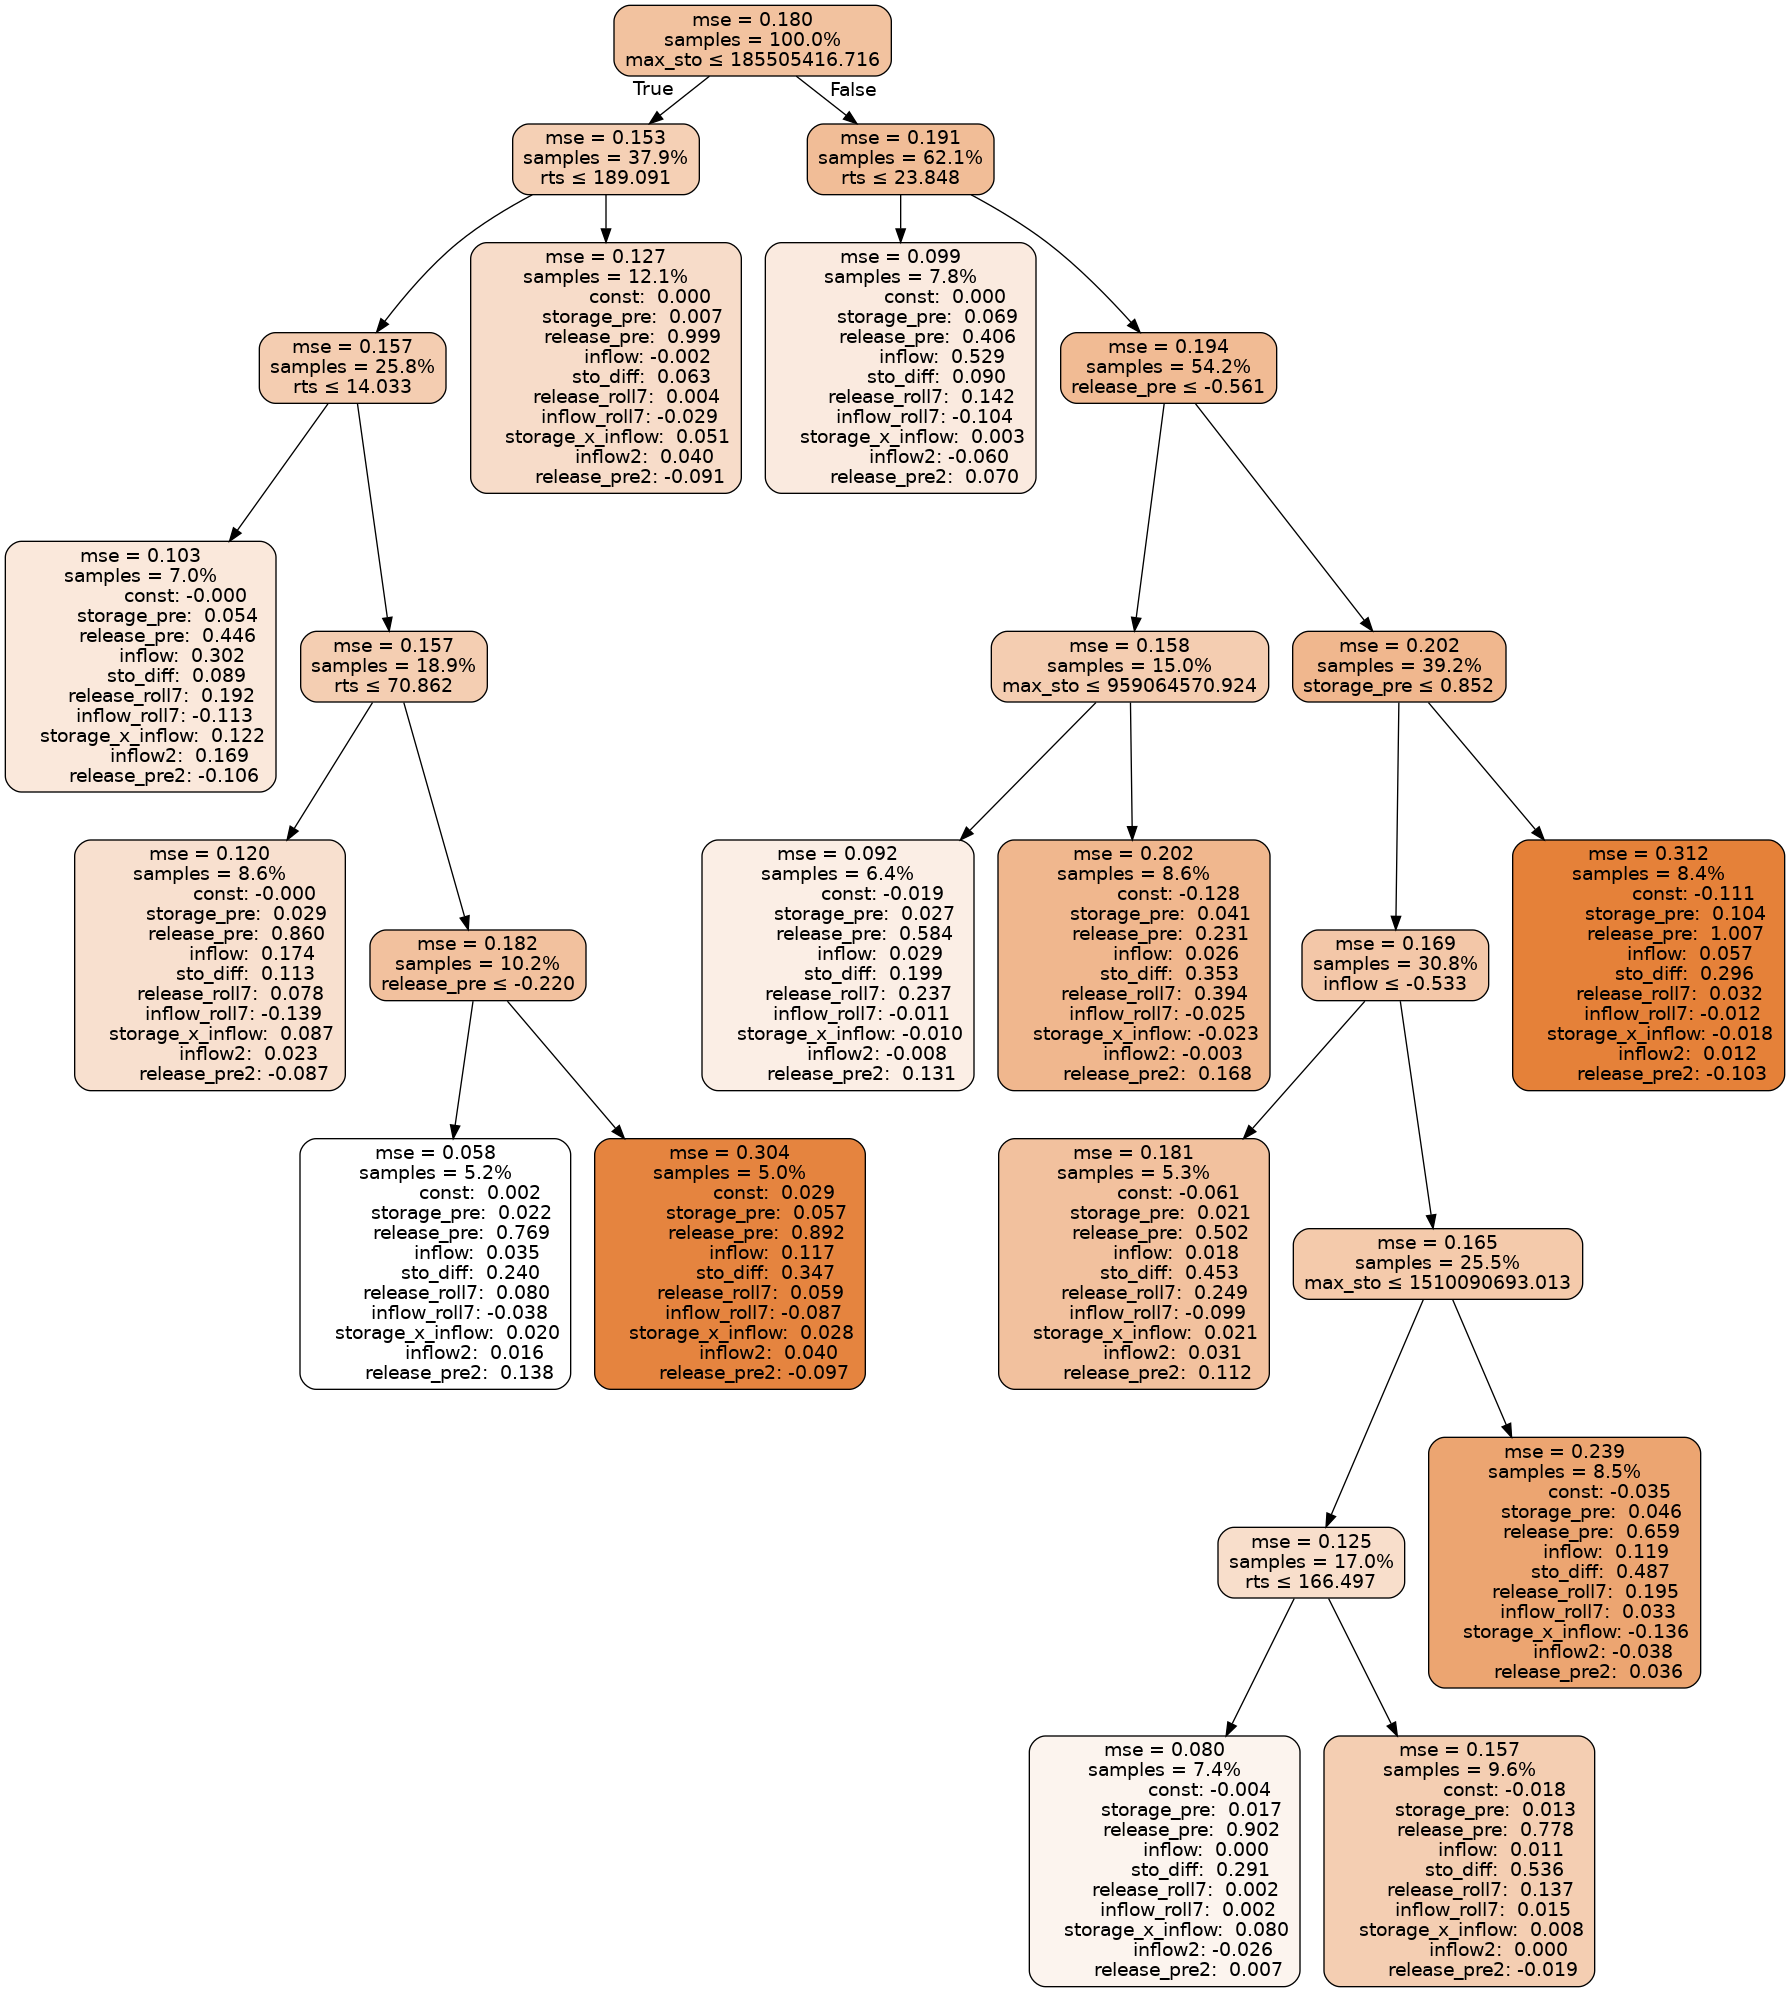 mse = 0.180
samples = 100.0%
max_sto ≤ 185505416.716
True
False
mse = 0.153
samples = 37.9%
rts ≤ 189.091
mse = 0.191
samples = 62.1%
rts ≤ 23.848
mse = 0.157
samples = 25.8%
rts ≤ 14.033
mse = 0.127
samples = 12.1%
const: 0.000
storage_pre: 0.007
release_pre: 0.999
inflow: -0.002
sto_diff: 0.063
release_roll7: 0.004
inflow_roll7: -0.029
storage_x_inflow: 0.051
inflow2: 0.040
release_pre2: -0.091
mse = 0.099
samples = 7.8%
const: 0.000
storage_pre: 0.069
release_pre: 0.406
inflow: 0.529
sto_diff: 0.090
release_roll7: 0.142
inflow_roll7: -0.104
storage_x_inflow: 0.003
inflow2: -0.060
release_pre2: 0.070
mse = 0.194
samples = 54.2%
release_pre ≤ -0.561
mse = 0.103
samples = 7.0%
const: -0.000
storage_pre: 0.054
release_pre: 0.446
inflow: 0.302
sto_diff: 0.089
release_roll7: 0.192
inflow_roll7: -0.113
storage_x_inflow: 0.122
inflow2: 0.169
release_pre2: -0.106
mse = 0.157
samples = 18.9%
rts ≤ 70.862
mse = 0.158
samples = 15.0%
max_sto ≤ 959064570.924
mse = 0.202
samples = 39.2%
storage_pre ≤ 0.852
mse = 0.120
samples = 8.6%
const: -0.000
storage_pre: 0.029
release_pre: 0.860
inflow: 0.174
sto_diff: 0.113
release_roll7: 0.078
inflow_roll7: -0.139
storage_x_inflow: 0.087
inflow2: 0.023
release_pre2: -0.087
mse = 0.182
samples = 10.2%
release_pre ≤ -0.220
mse = 0.092
samples = 6.4%
const: -0.019
storage_pre: 0.027
release_pre: 0.584
inflow: 0.029
sto_diff: 0.199
release_roll7: 0.237
inflow_roll7: -0.011
storage_x_inflow: -0.010
inflow2: -0.008
release_pre2: 0.131
mse = 0.202
samples = 8.6%
const: -0.128
storage_pre: 0.041
release_pre: 0.231
inflow: 0.026
sto_diff: 0.353
release_roll7: 0.394
inflow_roll7: -0.025
storage_x_inflow: -0.023
inflow2: -0.003
release_pre2: 0.168
mse = 0.169
samples = 30.8%
inflow ≤ -0.533
mse = 0.312
samples = 8.4%
const: -0.111
storage_pre: 0.104
release_pre: 1.007
inflow: 0.057
sto_diff: 0.296
release_roll7: 0.032
inflow_roll7: -0.012
storage_x_inflow: -0.018
inflow2: 0.012
release_pre2: -0.103
mse = 0.058
samples = 5.2%
const: 0.002
storage_pre: 0.022
release_pre: 0.769
inflow: 0.035
sto_diff: 0.240
release_roll7: 0.080
inflow_roll7: -0.038
storage_x_inflow: 0.020
inflow2: 0.016
release_pre2: 0.138
mse = 0.304
samples = 5.0%
const: 0.029
storage_pre: 0.057
release_pre: 0.892
inflow: 0.117
sto_diff: 0.347
release_roll7: 0.059
inflow_roll7: -0.087
storage_x_inflow: 0.028
inflow2: 0.040
release_pre2: -0.097
mse = 0.181
samples = 5.3%
const: -0.061
storage_pre: 0.021
release_pre: 0.502
inflow: 0.018
sto_diff: 0.453
release_roll7: 0.249
inflow_roll7: -0.099
storage_x_inflow: 0.021
inflow2: 0.031
release_pre2: 0.112
mse = 0.165
samples = 25.5%
max_sto ≤ 1510090693.013
mse = 0.125
samples = 17.0%
rts ≤ 166.497
mse = 0.239
samples = 8.5%
const: -0.035
storage_pre: 0.046
release_pre: 0.659
inflow: 0.119
sto_diff: 0.487
release_roll7: 0.195
inflow_roll7: 0.033
storage_x_inflow: -0.136
inflow2: -0.038
release_pre2: 0.036
mse = 0.080
samples = 7.4%
const: -0.004
storage_pre: 0.017
release_pre: 0.902
inflow: 0.000
sto_diff: 0.291
release_roll7: 0.002
inflow_roll7: 0.002
storage_x_inflow: 0.080
inflow2: -0.026
release_pre2: 0.007
mse = 0.157
samples = 9.6%
const: -0.018
storage_pre: 0.013
release_pre: 0.778
inflow: 0.011
sto_diff: 0.536
release_roll7: 0.137
inflow_roll7: 0.015
storage_x_inflow: 0.008
inflow2: 0.000
release_pre2: -0.019